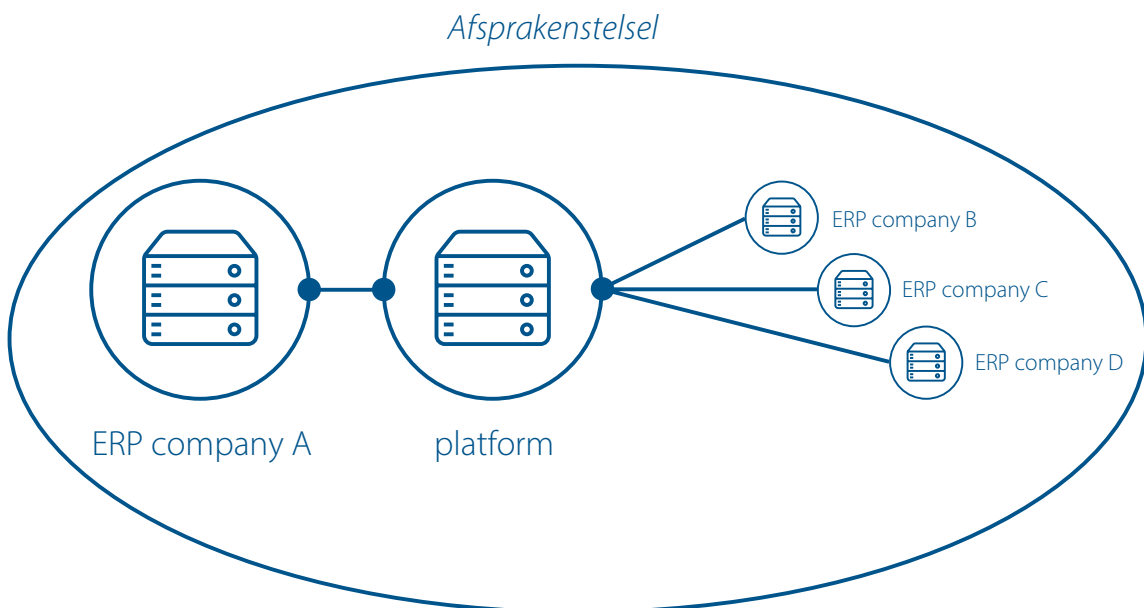 Afsprakenstelsel
ERP company B
ERP company C
ERP company D
ERP company A
platform